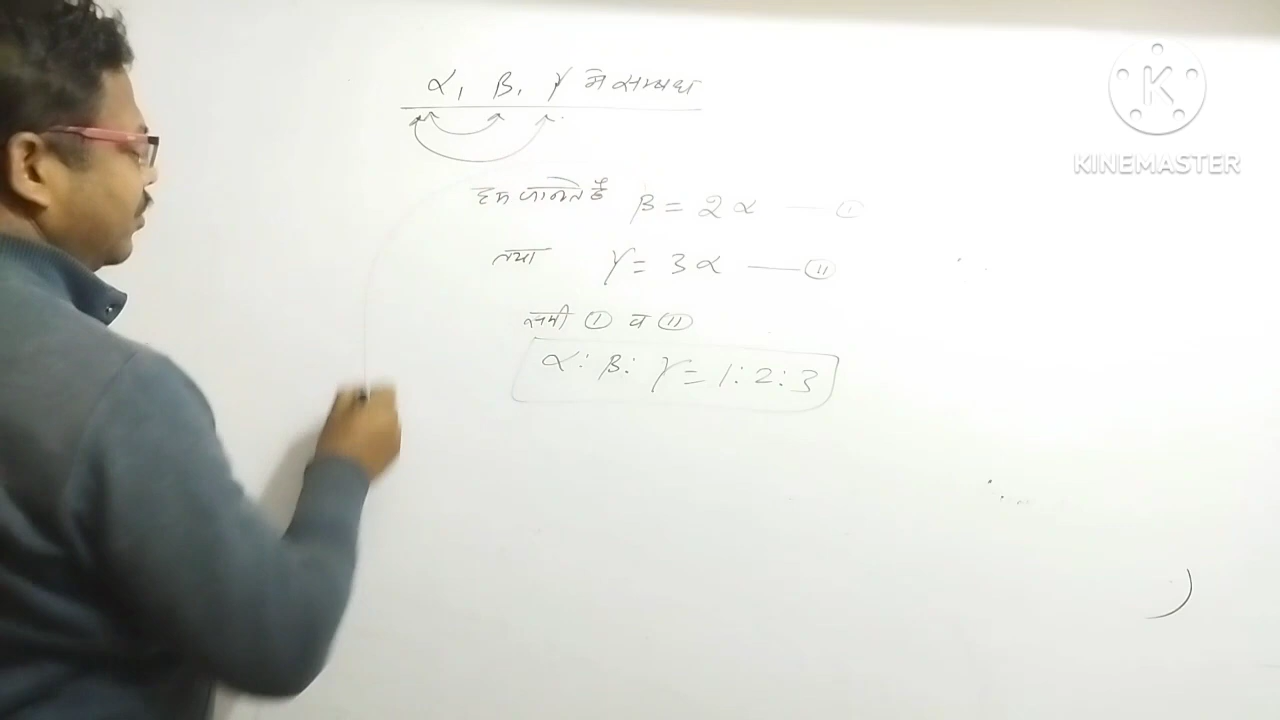 α, β, γ में सम्बन्ध
हम जानते हैं β = 2α — I
तथा γ = 3α — II
समी I व II
α : β : γ = 1 : 2 : 3
K
KINEMASTER